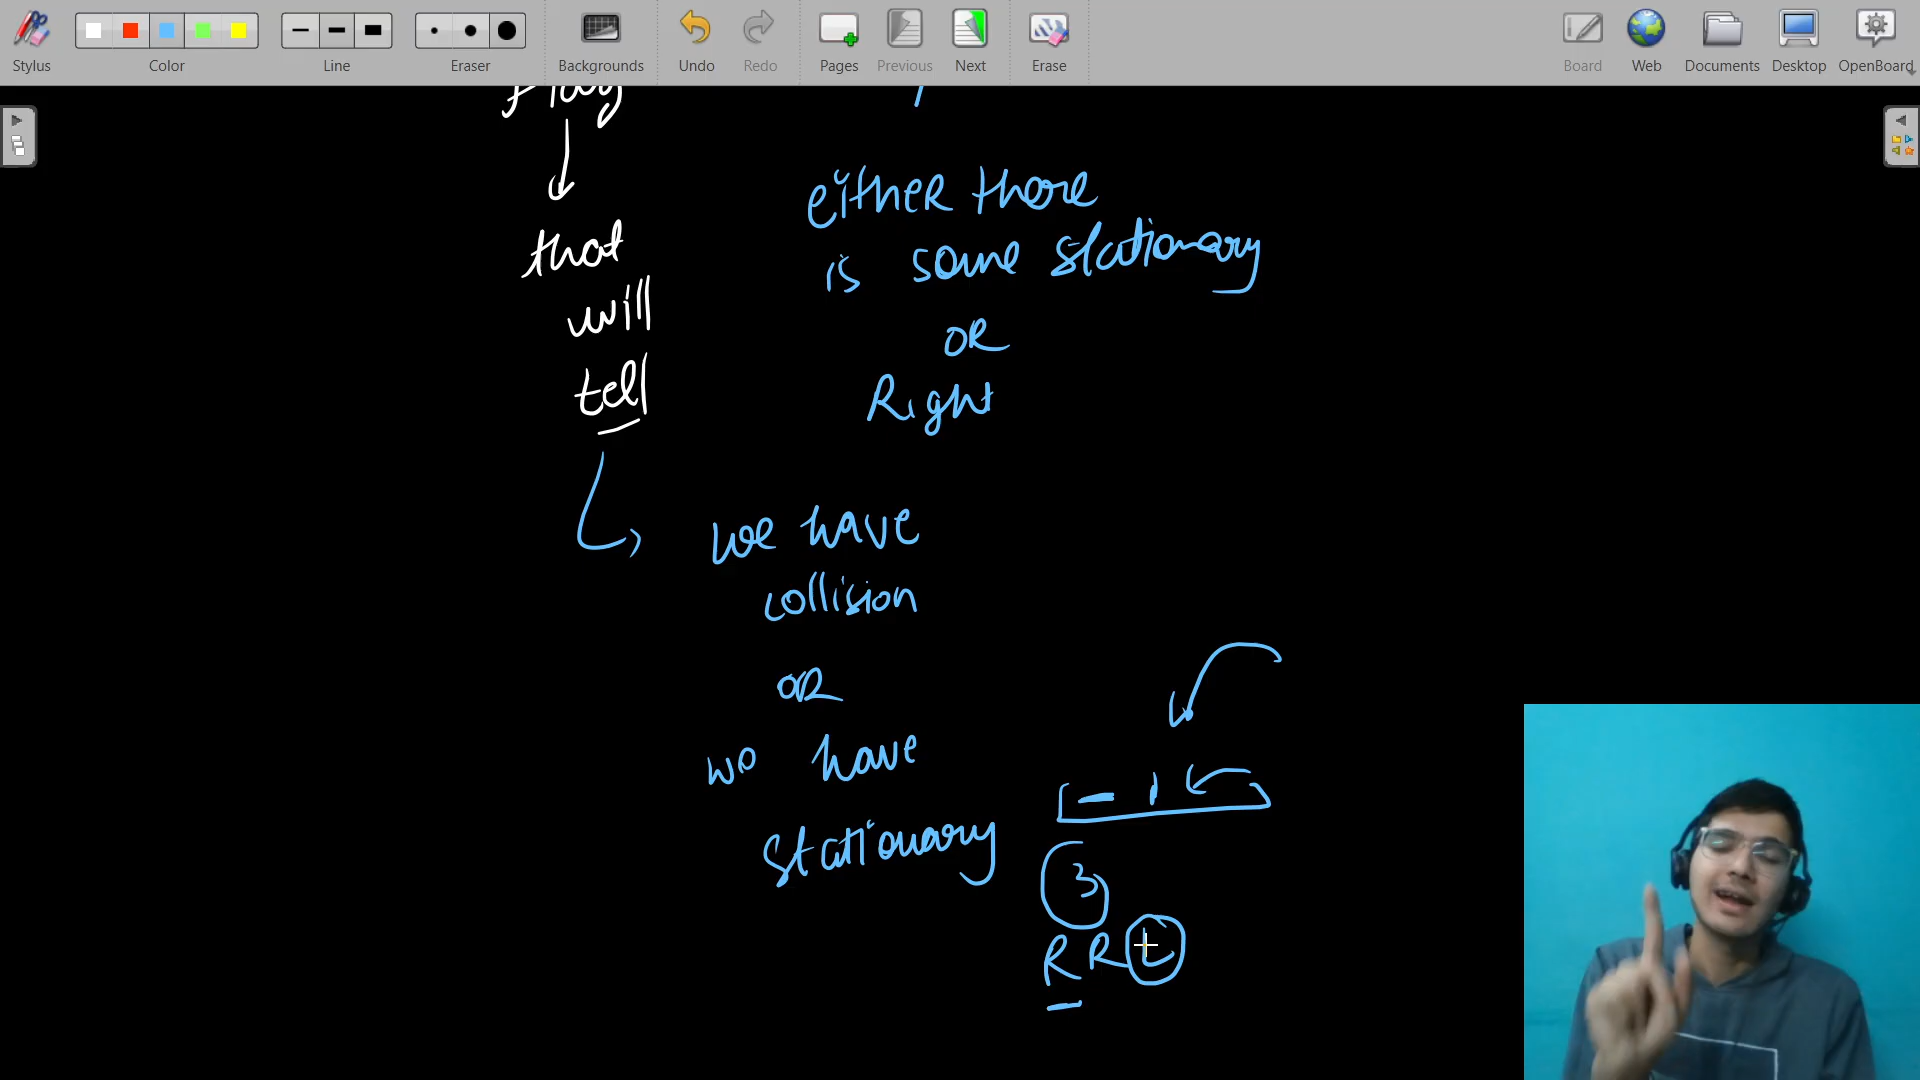 Stylus
Color
Line
Eraser
Backgrounds
Undo
Redo
Pages
Previous
Next
Erase
Board
Web
Documents
Desktop
OpenBoard
that
will
tell
either there
is some stationary
OR
Right
we have
collision
OR
we have
stationary
3
R R L